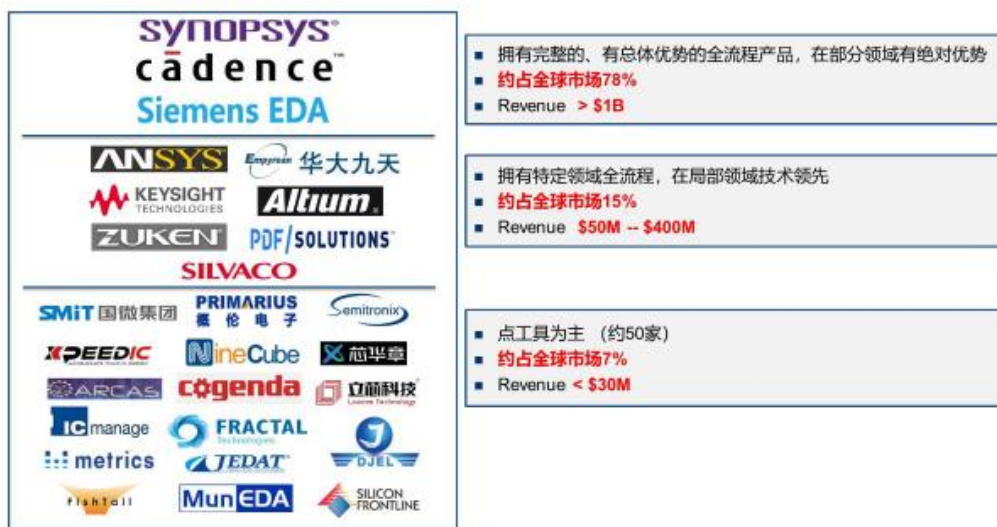 SYNOPSYS®
cādence™
Siemens EDA
■ 拥有完整的、有总体优势的全流程产品，在部分领域有绝对优势
■ 约占全球市场78%
■ Revenue > $1B
ANSYS Empyrean 华大九天
KEYSIGHT TECHNOLOGIES Altium®
ZUKEN® PDF/SOLUTIONS™
SILVACO
■ 拥有特定领域全流程，在局部领域技术领先
■ 约占全球市场15%
■ Revenue $50M -- $400M
SMiT 国微集团 PRIMARIUS 概伦电子 Semitronix
XPEEDIC NineCube 芯华章
ARCAS cogenda 立芯科技
IC manage FRACTAL Technologies DJEL
metrics JEDAT
fishtail MunEDA SILICON FRONTLINE
■ 点工具为主 （约50家）
■ 约占全球市场7%
■ Revenue < $30M